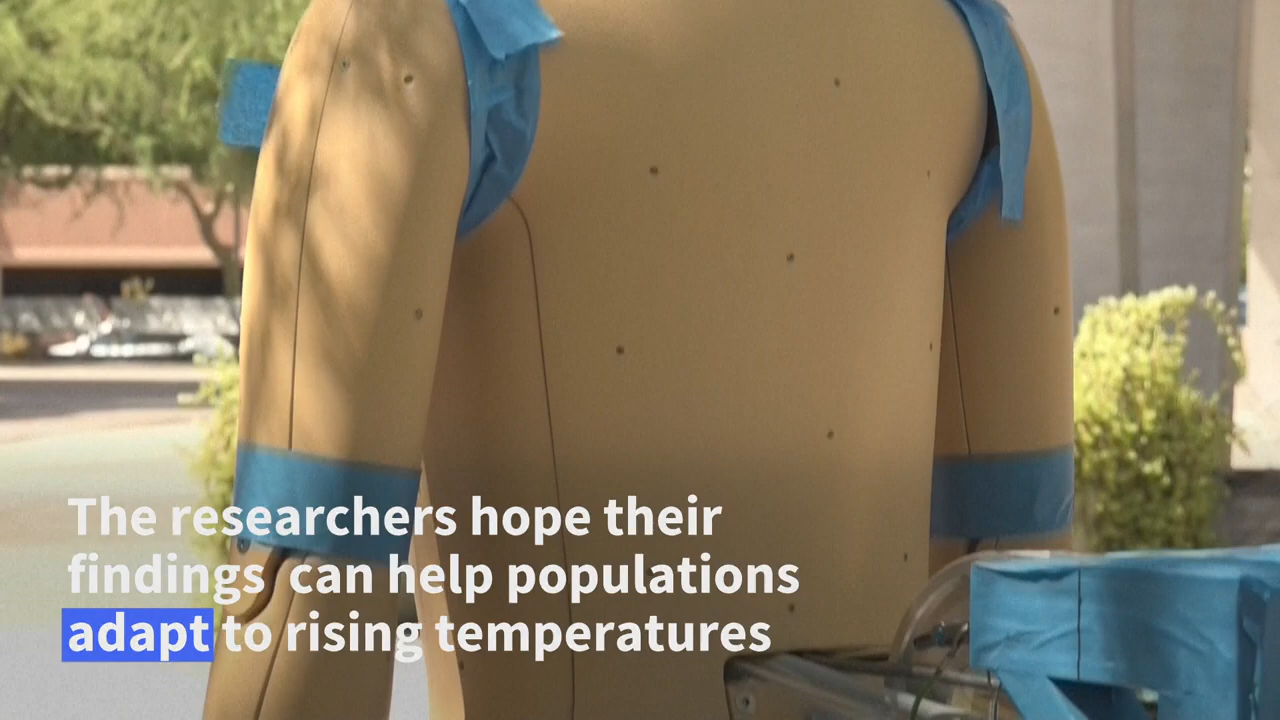 The researchers hope their
findings  can help populations
adapt to rising temperatures